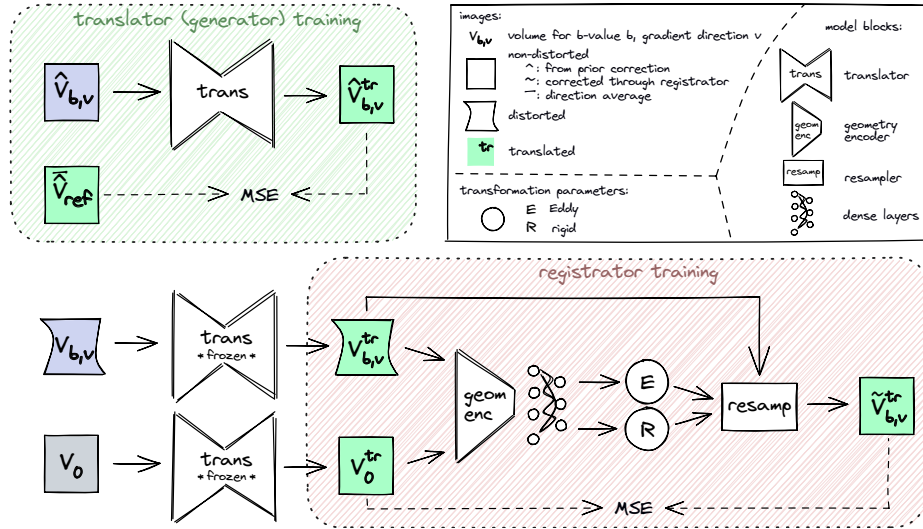 translator (generator) training
V̂b,v
trans
V̂trb,v
V̄̂ref
MSE
images:
Vb,v volume for b-value b, gradient direction v
non-distorted
^: from prior correction
~: corrected through registrator
—: direction average
distorted
tr translated
transformation parameters:
E Eddy
R rigid
model blocks:
trans translator
geom
enc
geometry
encoder
resamp resampler
dense layers
registrator training
Vb,v
trans
*frozen*
Vtrb,v
geom
enc
E
R
resamp
Ṽtrb,v
V0
trans
*frozen*
Vtr0
MSE